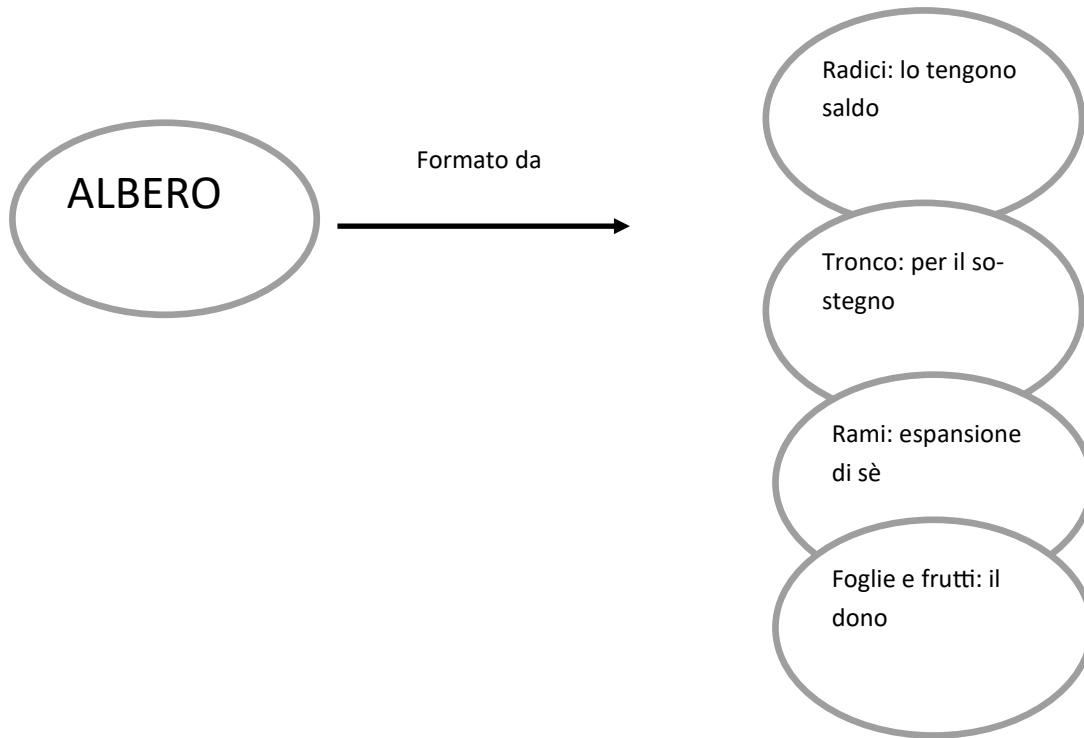 ALBERO
Formato da
Radici: lo tengono
saldo
Tronco: per il so-
stegno
Rami: espansione
di sè
Foglie e frutti: il
dono